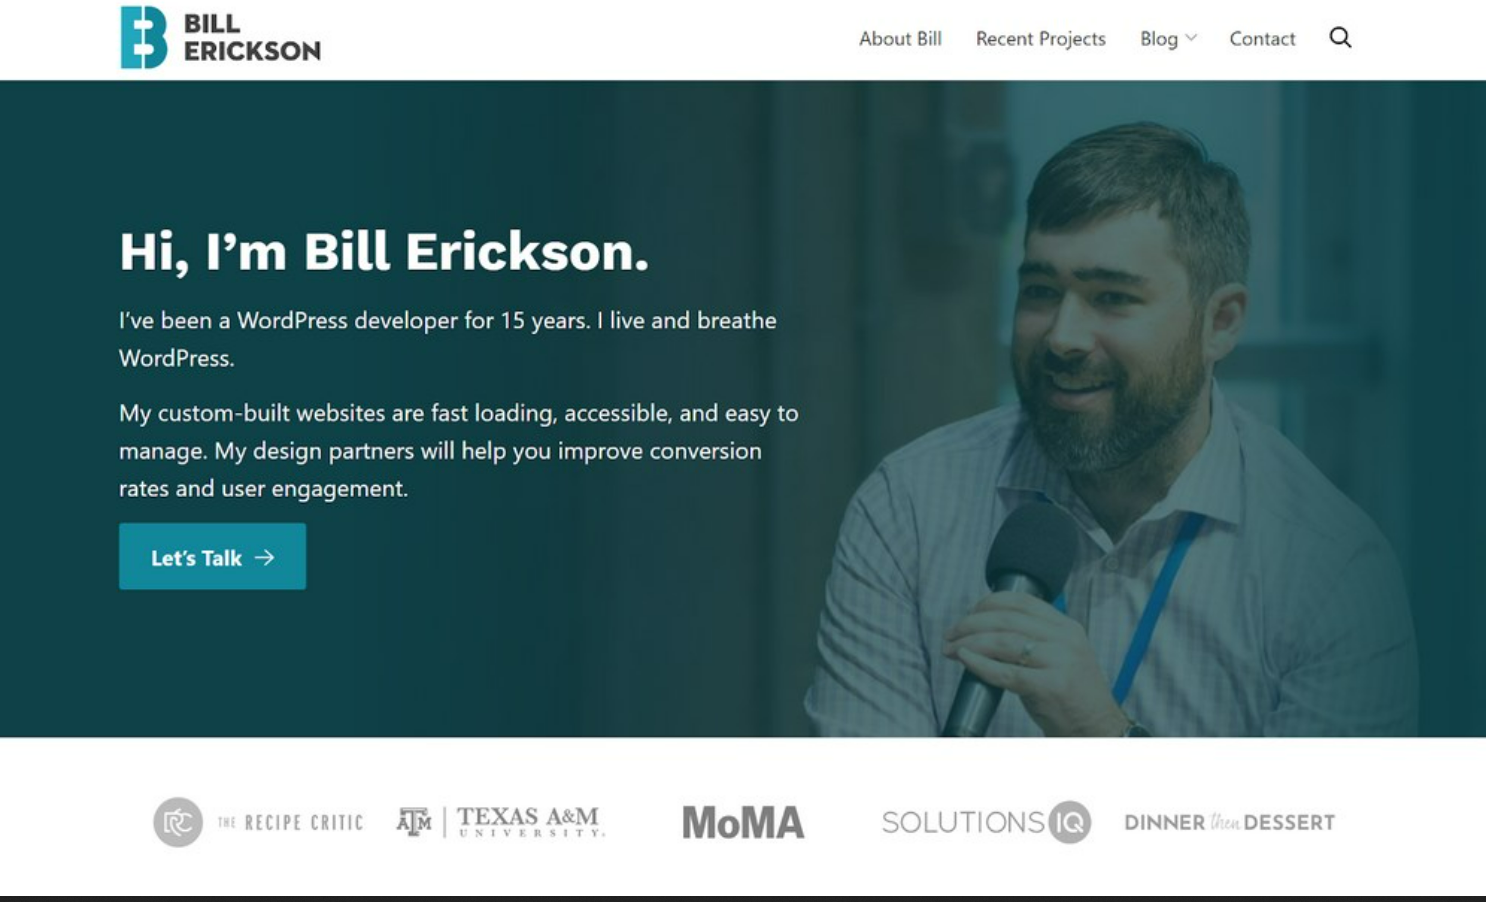 BILL
ERICKSON
About Bill
Recent Projects
Blog
Contact
Hi, I’m Bill Erickson.
I’ve been a WordPress developer for 15 years. I live and breathe
WordPress.
My custom-built websites are fast loading, accessible, and easy to
manage. My design partners will help you improve conversion
rates and user engagement.
Let’s Talk →
RC
THE RECIPE CRITIC
ATM
TEXAS A&M
UNIVERSITY.
MoMA
SOLUTIONS IQ
DINNER then DESSERT